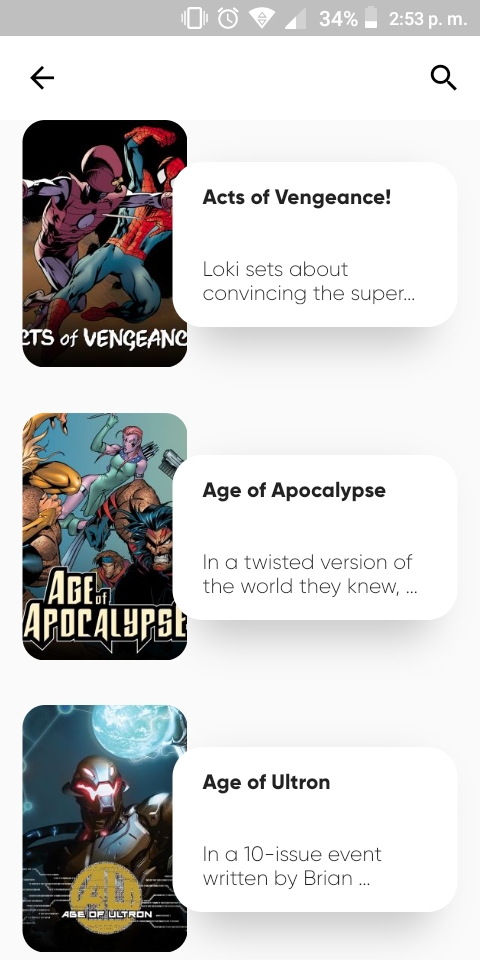 34% 2:53 p. m.
Acts of Vengeance!
Loki sets about
convincing the super...
CTS of VENGEANC
Age of Apocalypse
In a twisted version of
the world they knew, ...
AGE of
APOCALYPSE
Age of Ultron
In a 10-issue event
written by Brian ...
AU
AGE OF ULTRON